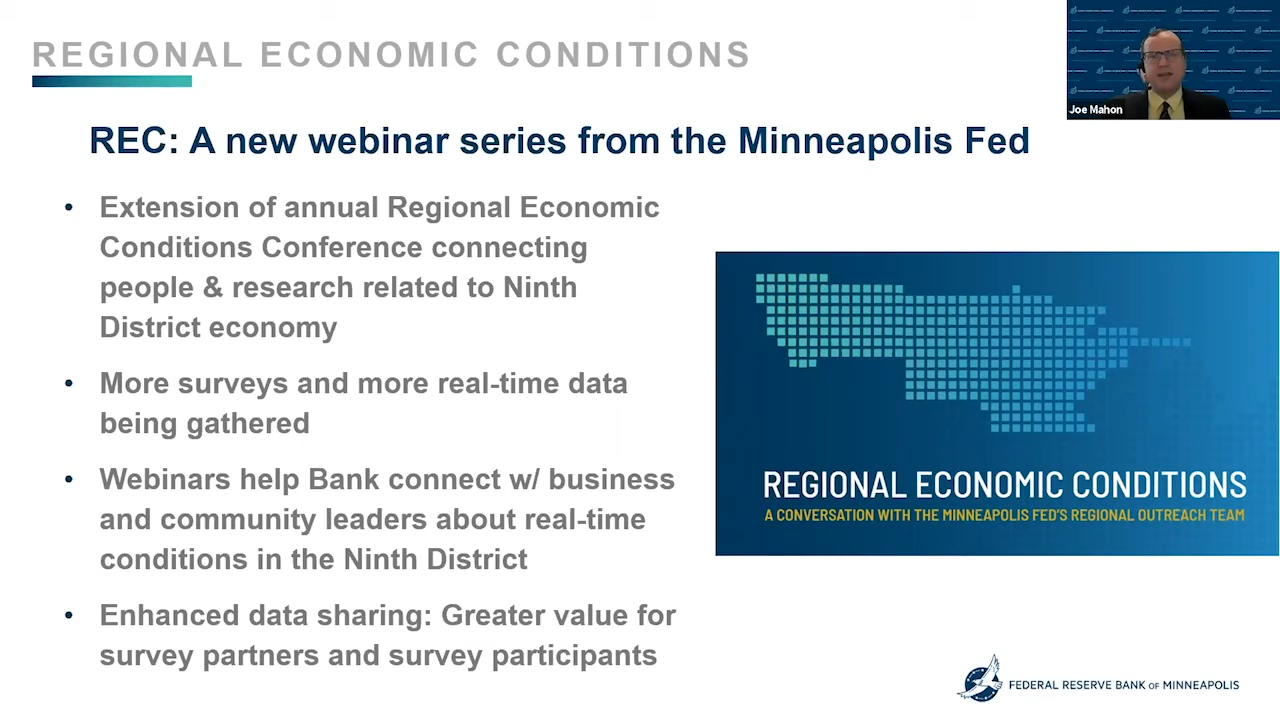 REGIONAL ECONOMIC CONDITIONS
Joe Mahon
REC: A new webinar series from the Minneapolis Fed
• Extension of annual Regional Economic
Conditions Conference connecting
people & research related to Ninth
District economy
• More surveys and more real-time data
being gathered
• Webinars help Bank connect w/ business
and community leaders about real-time
conditions in the Ninth District
• Enhanced data sharing: Greater value for
survey partners and survey participants
REGIONAL ECONOMIC CONDITIONS
A CONVERSATION WITH THE MINNEAPOLIS FED'S REGIONAL OUTREACH TEAM
FEDERAL RESERVE BANK OF MINNEAPOLIS